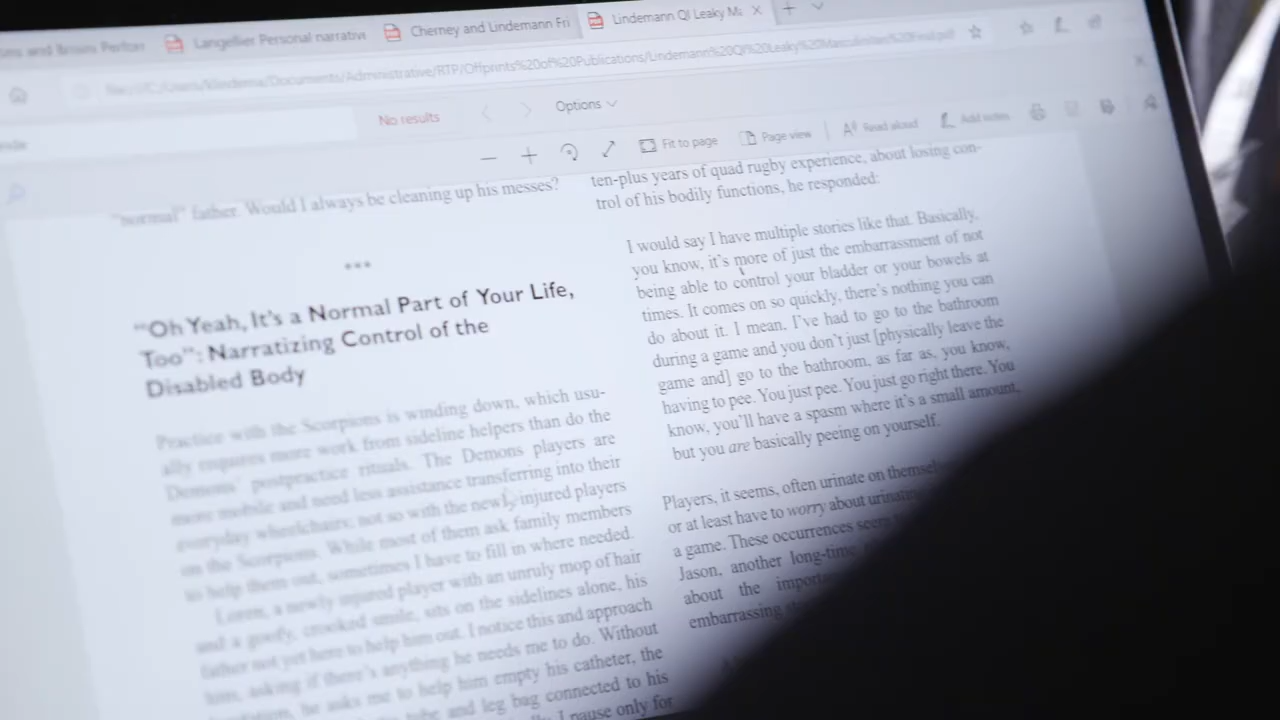 Langellier Personal narrativ
Cherney and Lindemann Fri
Lindemann QI Leaky Ma
No results
Options
Fit to page
Page view
Read aloud
Add notes
"normal" father. Would I always be cleaning up his messes?
***
"Oh Yeah, It's a Normal Part of Your Life,
Too": Narratizing Control of the
Disabled Body
Practice with the Scorpions is winding down, which usu-
ally requires more work from sideline helpers than do the
Demons' postpractice rituals. The Demons players are
more mobile and need less assistance transferring into their
everyday wheelchairs; not so with the newly injured players
on the Scorpions. While most of them ask family members
to help them out, sometimes I have to fill in where needed.
Loren, a newly injured player with an unruly mop of hair
and a goofy, crooked smile, sits on the sidelines alone, his
father not yet here to help him out. I notice this and approach
him, asking if there's anything he needs me to do. Without
he asks me to help him empty his catheter, the
tube and leg bag connected to his
I pause only for
ten-plus years of quad rugby experience, about losing con-
trol of his bodily functions, he responded:
I would say I have multiple stories like that. Basically,
you know, it's more of just the embarrassment of not
being able to control your bladder or your bowels at
times. It comes on so quickly, there's nothing you can
do about it. I mean, I've had to go to the bathroom
during a game and you don't just [physically leave the
game and] go to the bathroom, as far as, you know,
having to pee. You just pee. You just go right there. You
know, you'll have a spasm where it's a small amount,
but you are basically peeing on yourself.
Players, it seems, often urinate on themsel
or at least have to worry about urinating
a game. These occurrences seem
Jason, another long-time
about the import
embarrassing